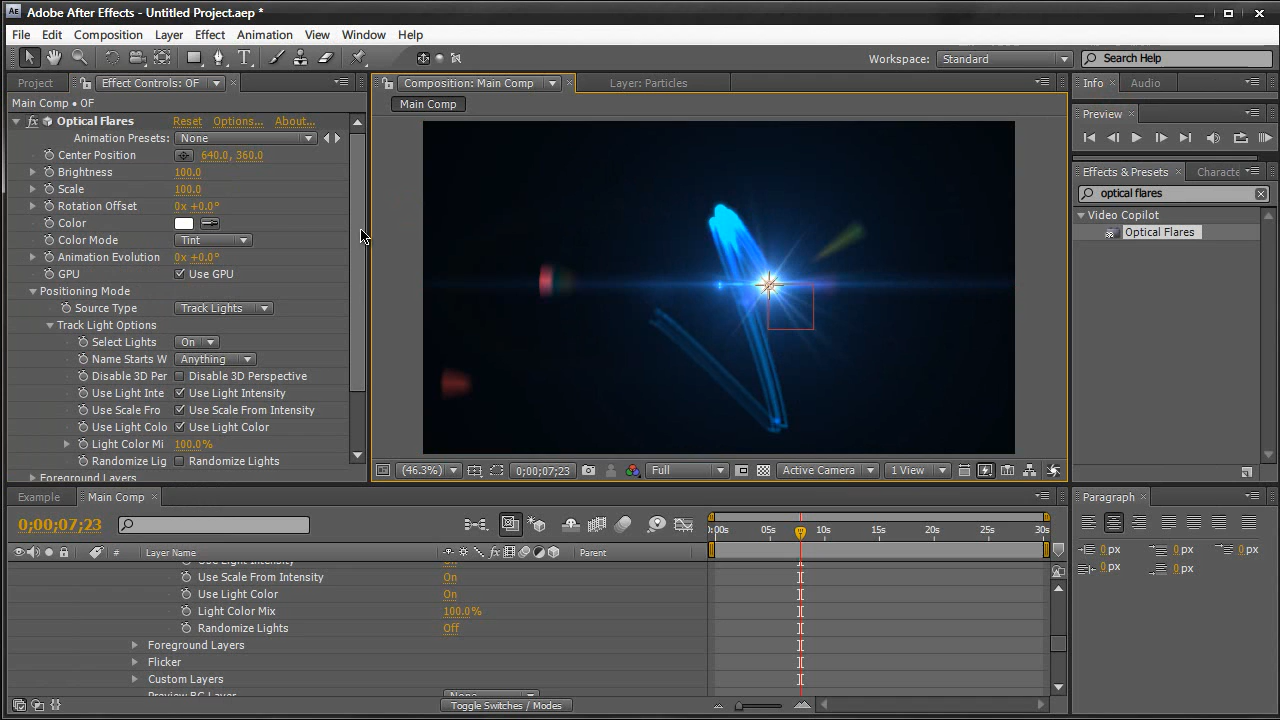 Adobe After Effects - Untitled Project.aep *
File Edit Composition Layer Effect Animation View Window Help
Workspace: Standard Search Help
Project Effect Controls: OF Composition: Main Comp Layer: Particles Info Audio
Main Comp • OF
Main Comp
Optical Flares Reset Options... About...
Animation Presets: None
Center Position 640.0, 360.0
Brightness 100.0
Scale 100.0
Rotation Offset 0x +0.0°
Color
Color Mode Tint
Animation Evolution 0x +0.0°
GPU Use GPU
Positioning Mode
Source Type Track Lights
Track Light Options
Select Lights On
Name Starts W Anything
Disable 3D Per Disable 3D Perspective
Use Light Inte Use Light Intensity
Use Scale Fro Use Scale From Intensity
Use Light Colo Use Light Color
Light Color Mi 100.0%
Randomize Lig Randomize Lights
Foreground Layers
(46.3%) 0;00;07;23 Full Active Camera 1 View
Preview
Effects & Presets Characte
optical flares
Video Copilot
Optical Flares
Example Main Comp
0;00;07;23
:00s 05s 10s 15s 20s 25s 30s
# Layer Name Parent
Use Light Intensity On
Use Scale From Intensity On
Use Light Color On
Light Color Mix 100.0%
Randomize Lights Off
Foreground Layers
Flicker
Custom Layers
Preview BG Layer None
Toggle Switches / Modes
Paragraph
0 px 0 px 0 px
0 px 0 px